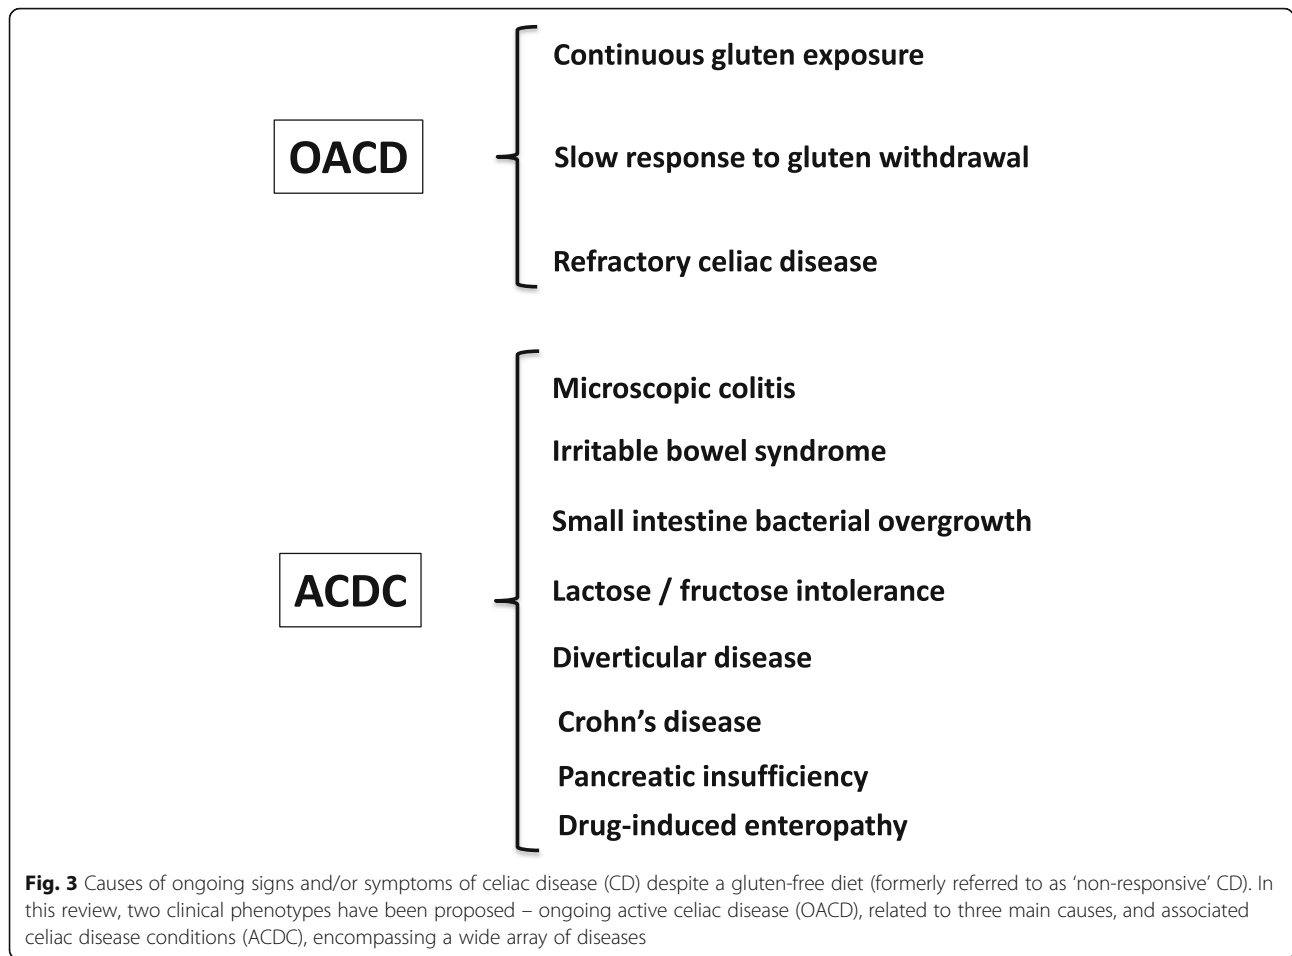 OACD
Continuous gluten exposure
Slow response to gluten withdrawal
Refractory celiac disease
ACDC
Microscopic colitis
Irritable bowel syndrome
Small intestine bacterial overgrowth
Lactose / fructose intolerance
Diverticular disease
Crohn’s disease
Pancreatic insufficiency
Drug-induced enteropathy
Fig. 3 Causes of ongoing signs and/or symptoms of celiac disease (CD) despite a gluten-free diet (formerly referred to as ‘non-responsive’ CD). In
this review, two clinical phenotypes have been proposed – ongoing active celiac disease (OACD), related to three main causes, and associated
celiac disease conditions (ACDC), encompassing a wide array of diseases